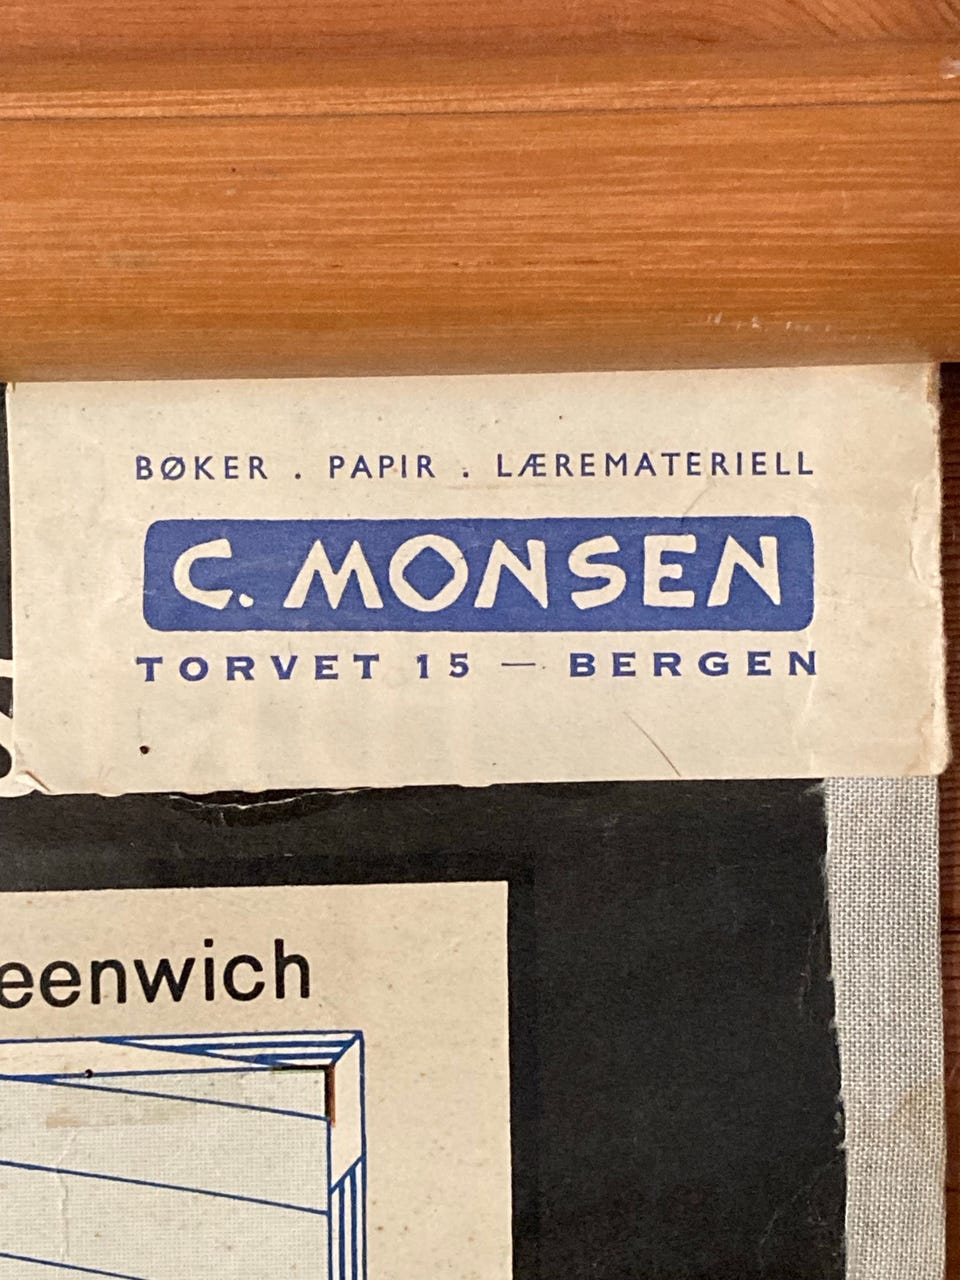 BØKER . PAPIR . LÆREMATERIELL
C. MONSEN
TORVET 15 — BERGEN
eenwich